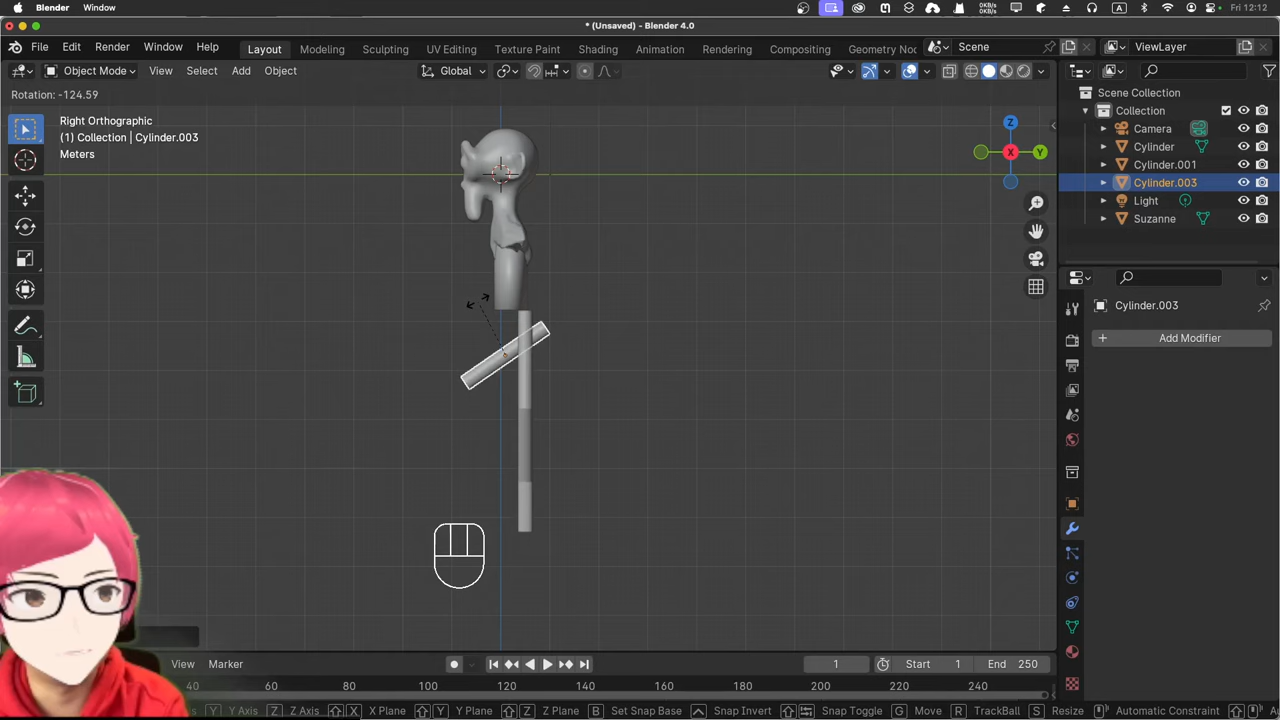 Blender Window A Fri 12:12
0KB/s
0KB/s
* (Unsaved) - Blender 4.0
File Edit Render Window Help Layout Modeling Sculpting UV Editing Texture Paint Shading Animation Rendering Compositing Geometry Noc Scene ViewLayer
Object Mode View Select Add Object Global
Rotation: -124.59
Right Orthographic
(1) Collection | Cylinder.003
Meters
Z
X
Y
Scene Collection
Collection
Camera
Cylinder
Cylinder.001
Cylinder.003
Light
Suzanne
Cylinder.003
+ Add Modifier
View Marker 1 Start 1 End 250
40 60 80 100 120 140 160 180 200 220 240
Y Y Axis Z Z Axis X X Plane Y Y Plane Z Z Plane B Set Snap Base Snap Invert Snap Toggle G Move R TrackBall S Resize Automatic Constraint